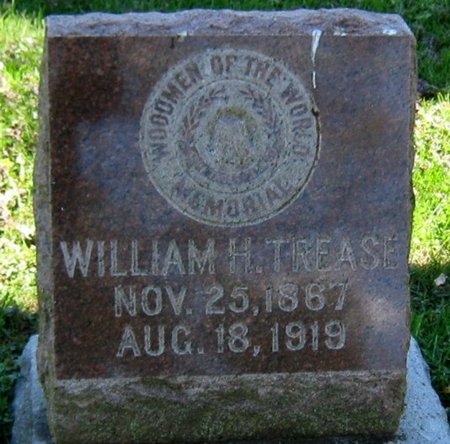 WOODMEN OF THE WORLD
MEMORIAL
WILLIAM H. TREASE
NOV. 25, 1867
AUG. 18, 1919